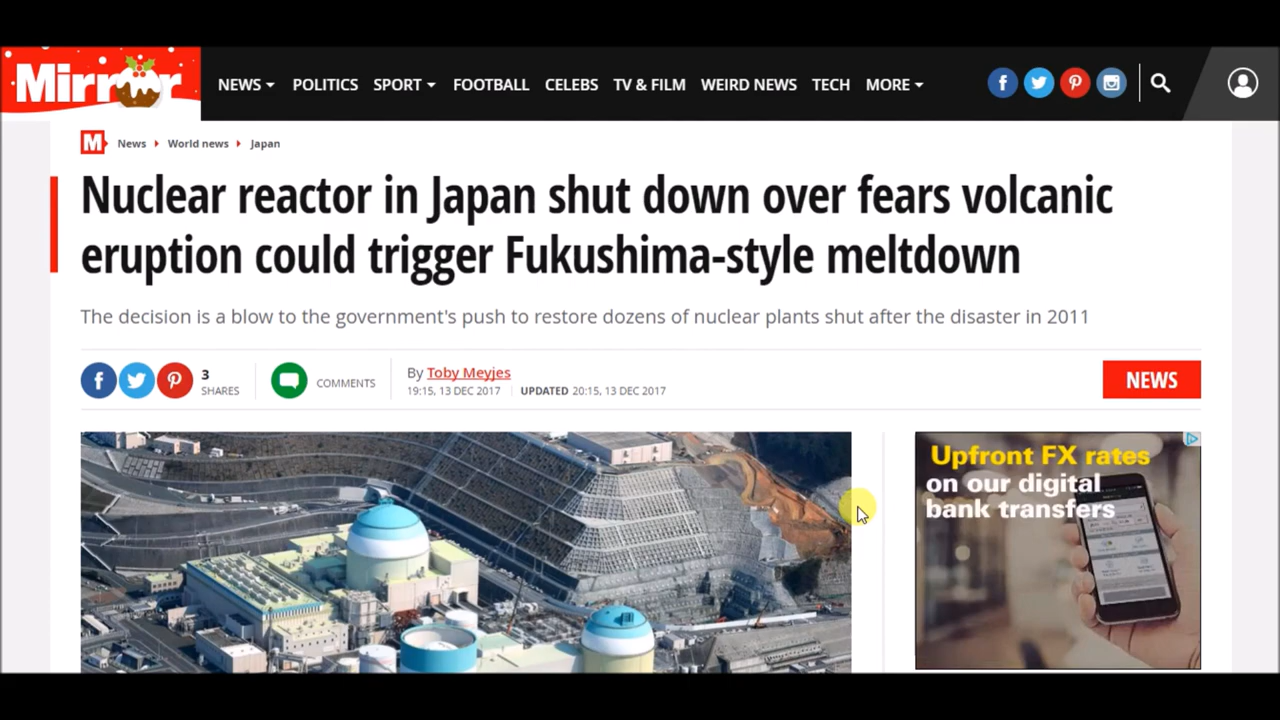 Mirror
NEWS POLITICS SPORT FOOTBALL CELEBS TV & FILM WEIRD NEWS TECH MORE
M News World news Japan
Nuclear reactor in Japan shut down over fears volcanic
eruption could trigger Fukushima-style meltdown
The decision is a blow to the government's push to restore dozens of nuclear plants shut after the disaster in 2011
3
SHARES
COMMENTS
By Toby Meyjes
19:15, 13 DEC 2017 UPDATED 20:15, 13 DEC 2017
NEWS
Upfront FX rates
on our digital
bank transfers